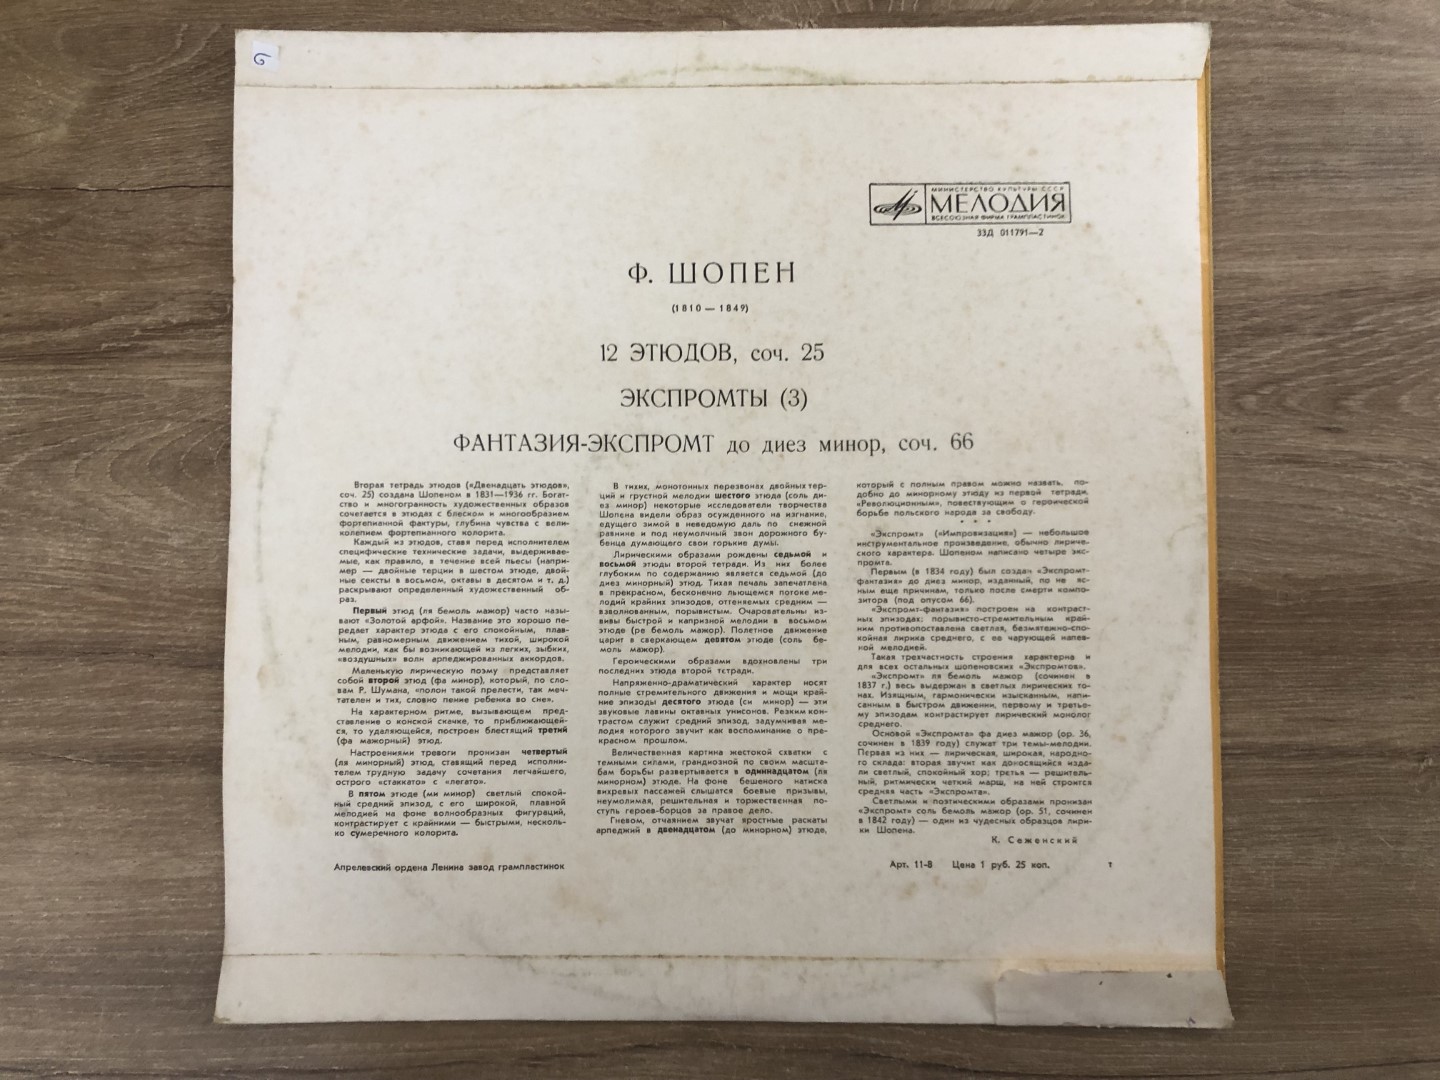 6
МИНИСТЕРСТВО КУЛЬТУРЫ СССР
МЕЛОДИЯ
ВСЕСОЮЗНАЯ ФИРМА ГРАМПЛАСТИНОК
33Д 011791—2
Ф. ШОПЕН
(1810 — 1849)
12 ЭТЮДОВ, соч. 25
ЭКСПРОМТЫ (3)
ФАНТАЗИЯ-ЭКСПРОМТ до диез минор, соч. 66
Вторая тетрадь этюдов («Двенадцать этюдов»,
соч. 25) создана Шопеном в 1831—1936 гг. Богат-
ство и многогранность художественных образов
сочетается в этюдах с блеском и многообразием
фортепианной фактуры, глубина чувства с вели-
колепием фортепианного колорита.
Каждый из этюдов, ставя перед исполнителем
специфические технические задачи, выдерживае-
мые, как правило, в течение всей пьесы (напри-
мер — двойные терции в шестом этюде, двой-
ные сексты в восьмом, октавы в десятом и т. д.)
раскрывают определенный художественный об-
раз.
Первый этюд (ля бемоль мажор) часто назы-
вают «Золотой арфой». Название это хорошо пе-
редает характер этюда с его спокойным, плав-
ным, равномерным движением тихой, широкой
мелодии, как бы возникающей из легких, зыбких,
«воздушных» волн арпеджированных аккордов.
Маленькую лирическую поэму представляет
собой второй этюд (фа минор), который, по сло-
вам Р. Шумана, «полон такой прелести, так меч-
тателен и тих, словно пение ребенка во сне».
На характерном ритме, вызывающем пред-
ставление о конской скачке, то приближающей-
ся, то удаляющейся, построен блестящий третий
(фа мажорный) этюд.
Настроениями тревоги пронизан четвертый
(ля минорный) этюд, ставящий перед исполни-
телем трудную задачу сочетания легчайшего,
острого «стаккато» с «легато».
В пятом этюде (ми минор) светлый спокой-
ный средний эпизод, с его широкой, плавной
мелодией на фоне волнообразных фигураций,
контрастирует с крайними — быстрыми, несколь-
ко сумеречного колорита.
В тихих, монотонных перезвонах двойных тер-
ций и грустной мелодии шестого этюда (соль ди-
ез минор) некоторые исследователи творчества
Шопена видели образ осужденного на изгнание,
едущего зимой в неведомую даль по снежной
равнине и под неумолчный звон дорожного бу-
бенца думающего свои горькие думы.
Лирическими образами рождены седьмой и
восьмой этюды второй тетради. Из них более
глубоким по содержанию является седьмой (до
диез минорный) этюд. Тихая печаль запечатлена
в прекрасном, бесконечно льющемся потоке ме-
лодий крайних эпизодов, оттеняемых средним —
взволнованным, порывистым. Очаровательны из-
вивы быстрой и капризной мелодии в восьмом
этюде (ре бемоль мажор). Полетное движение
царит в сверкающем девятом этюде (соль бе-
моль мажор).
Героическими образами вдохновлены три
последних этюда второй тетради.
Напряженно-драматический характер носят
полные стремительного движения и мощи край-
ние эпизоды десятого этюда (си минор) — эти
звуковые лавины октавных унисонов. Резким кон-
трастом служит средний эпизод, задумчивая ме-
лодия которого звучит как воспоминание о пре-
красном прошлом.
Величественная картина жестокой схватки с
темными силами, грандиозной по своим масшта-
бам борьбы развертывается в одиннадцатом (ля
минорном) этюде. На фоне бешеного натиска
вихревых пассажей слышатся боевые призывы,
неумолимая, решительная и торжественная по-
ступь героев-борцов за правое дело.
Гневом, отчаянием звучат яростные раскаты
арпеджий в двенадцатом (до минорном) этюде,
который с полным правом можно назвать, по-
добно до минорному этюду из первой тетради,
«Революционным», повествующим о героической
борьбе польского народа за свободу.
* * *
«Экспромт» («Импровизация») — небольшое
инструментальное произведение, обычно лириче-
ского характера. Шопеном написано четыре экс-
промта.
Первым (в 1834 году) был создан «Экспромт-
фантазия» до диез минор, изданный, по не яс-
ным еще причинам, только после смерти компо-
зитора (под опусом 66).
«Экспромт-фантазия» построен на контраст-
ных эпизодах: порывисто-стремительным край-
ним противопоставлена светлая, безмятежно-спо-
койная лирика среднего, с ее чарующей напев-
ной мелодией.
Такая трехчастность строения характерна и
для всех остальных шопеновских «Экспромтов».
«Экспромт» ля бемоль мажор (сочинен в
1837 г.) весь выдержан в светлых лирических то-
нах. Изящным, гармонически изысканным, напи-
санным в быстром движении, первому и третье-
му эпизодам контрастирует лирический монолог
среднего.
Основой «Экспромта» фа диез мажор (ор. 36,
сочинен в 1839 году) служат три темы-мелодии.
Первая из них — лирическая, широкая, народно-
го склада: вторая звучит как доносящийся изда-
ли светлый, спокойный хор; третья — решитель-
ный, ритмически четкий марш, на ней строится
средняя часть «Экспромта».
Светлыми и поэтическими образами пронизан
«Экспромт» соль бемоль мажор (ор. 51, сочинен
в 1842 году) — один из чудесных образцов лири-
ки Шопена.
К. Сеженский
Апрелевский ордена Ленина завод грампластинок
Арт. 11-8 Цена 1 руб. 25 коп. т